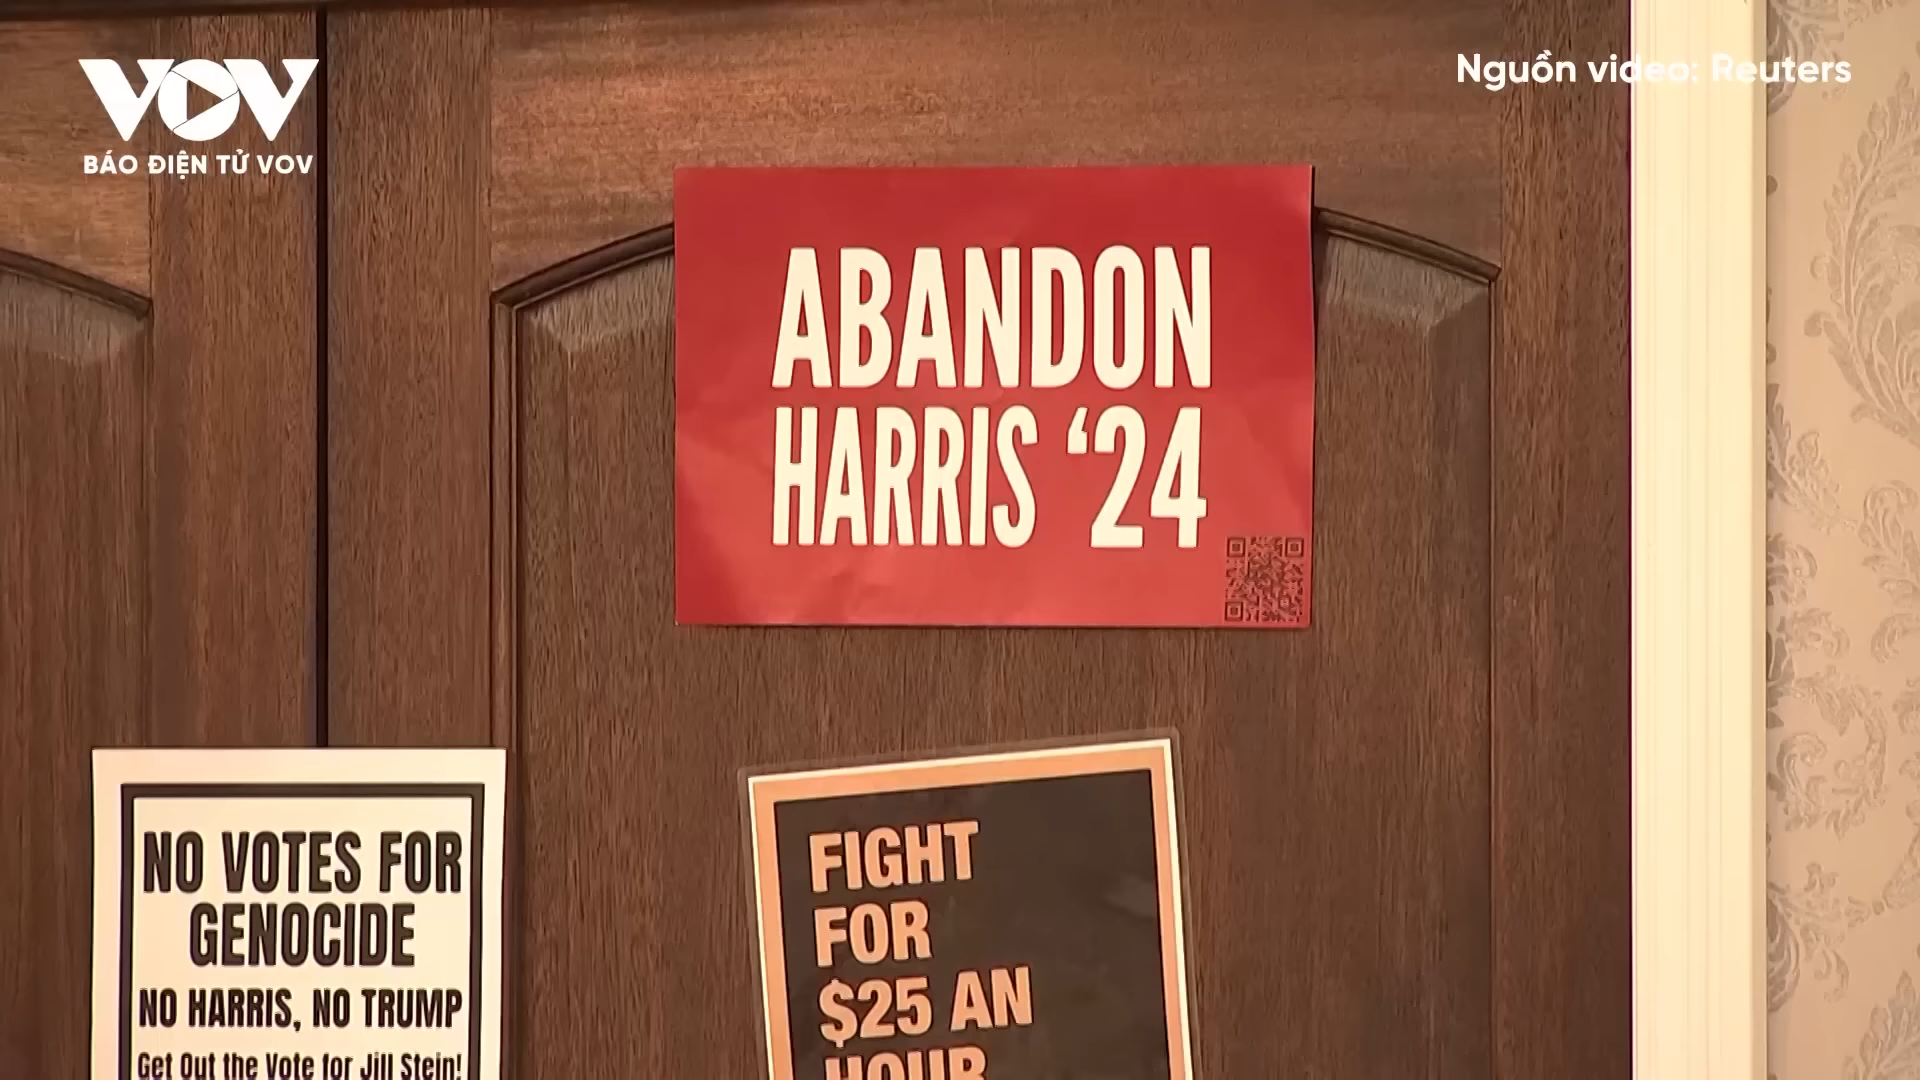 VOV
BÁO ĐIỆN TỬ VOV
Nguồn video: Reuters
ABANDON
HARRIS ‘24
NO VOTES FOR
GENOCIDE
NO HARRIS, NO TRUMP
Get Out the Vote for Jill Stein!
FIGHT
FOR
$25 AN
HOUR